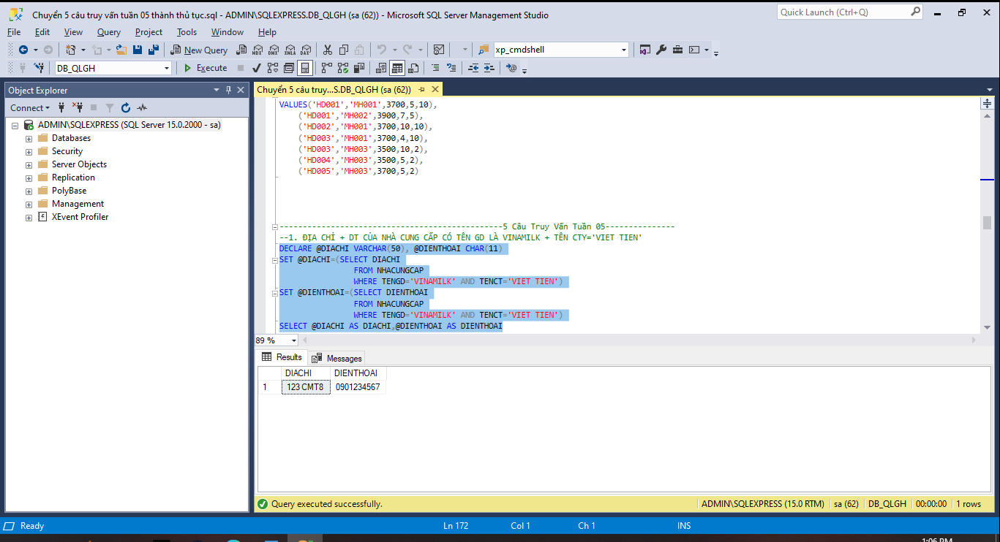 Chuyển 5 câu truy vấn tuần 05 thành thủ tục.sql - ADMIN\SQLEXPRESS.DB_QLGH (sa (62)) - Microsoft SQL Server Management Studio
Quick Launch (Ctrl+Q)
File Edit View Query Project Tools Window Help
New Query MDX DMX XMLA DAX xp_cmdshell
DB_QLGH Execute
Object Explorer
Connect
ADMIN\SQLEXPRESS (SQL Server 15.0.2000 - sa)
Databases
Security
Server Objects
Replication
PolyBase
Management
XEvent Profiler
Chuyển 5 câu truy...S.DB_QLGH (sa (62))
VALUES('HD001','MH001',3700,5,10),
('HD001','MH002',3900,7,5),
('HD002','MH001',3700,10,10),
('HD003','MH001',3700,4,10),
('HD003','MH003',3500,10,2),
('HD004','MH003',3500,5,2),
('HD005','MH003',3700,5,2)
-----------------------------------------------5 Câu Truy Vấn Tuần 05---------------
--1. ĐỊA CHỈ + DT CỦA NHÀ CUNG CẤP CÓ TÊN GD LÀ VINAMILK + TÊN CTY='VIET TIEN'
DECLARE @DIACHI VARCHAR(50), @DIENTHOAI CHAR(11)
SET @DIACHI=(SELECT DIACHI
FROM NHACUNGCAP
WHERE TENGD='VINAMILK' AND TENCT='VIET TIEN')
SET @DIENTHOAI=(SELECT DIENTHOAI
FROM NHACUNGCAP
WHERE TENGD='VINAMILK' AND TENCT='VIET TIEN')
SELECT @DIACHI AS DIACHI,@DIENTHOAI AS DIENTHOAI
89 %
Results Messages
DIACHI DIENTHOAI
1 123 CMT8 0901234567
Query executed successfully. ADMIN\SQLEXPRESS (15.0 RTM) sa (62) DB_QLGH 00:00:00 1 rows
Ready Ln 172 Col 1 Ch 1 INS
1:06 PM